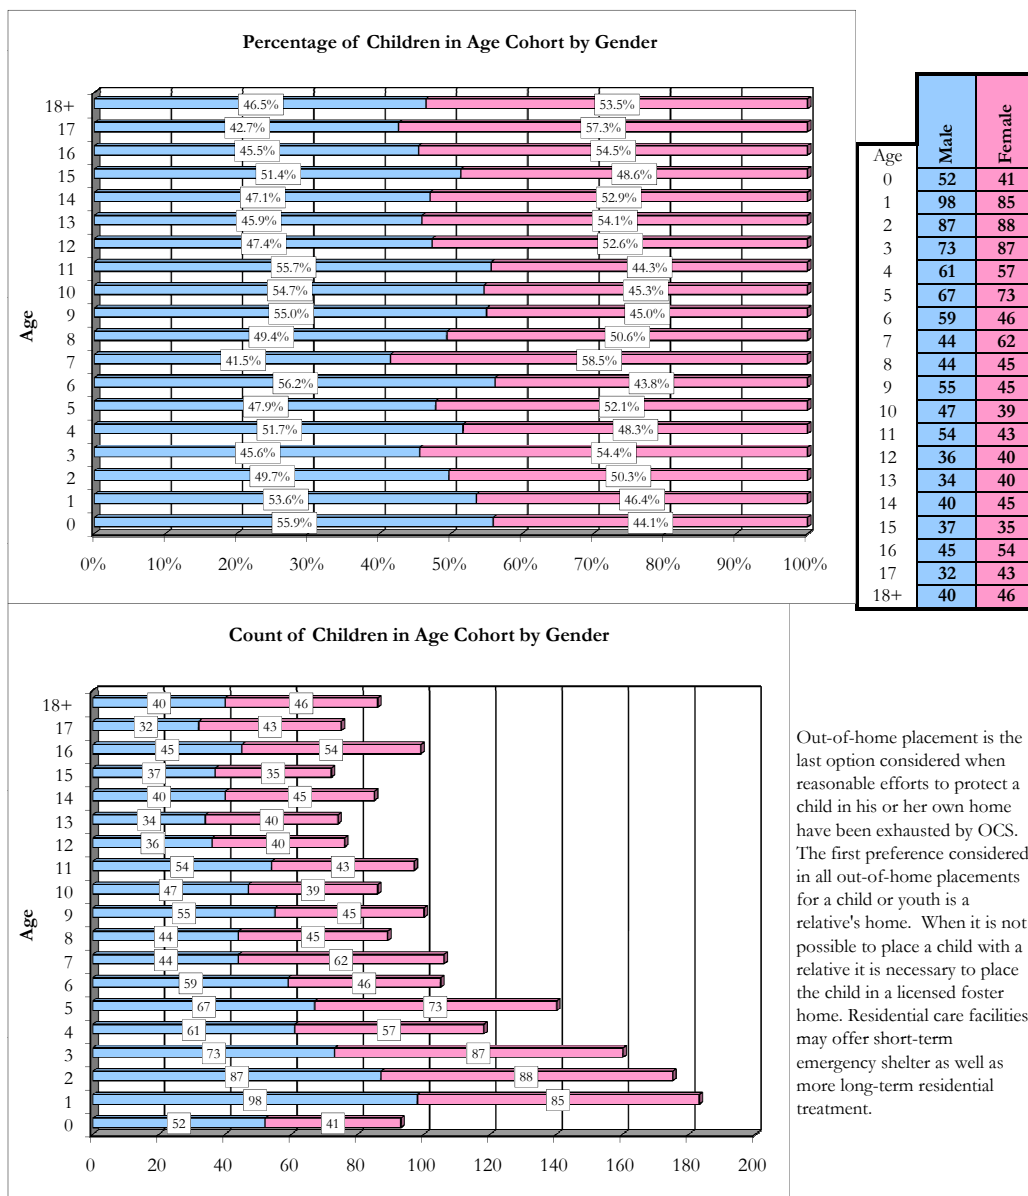 Percentage of Children in Age Cohort by Gender
Age
18+ 46.5% 53.5%
17 42.7% 57.3%
16 45.5% 54.5%
15 51.4% 48.6%
14 47.1% 52.9%
13 45.9% 54.1%
12 47.4% 52.6%
11 55.7% 44.3%
10 54.7% 45.3%
9 55.0% 45.0%
8 49.4% 50.6%
7 41.5% 58.5%
6 56.2% 43.8%
5 47.9% 52.1%
4 51.7% 48.3%
3 45.6% 54.4%
2 49.7% 50.3%
1 53.6% 46.4%
0 55.9% 44.1%
0% 10% 20% 30% 40% 50% 60% 70% 80% 90% 100%
Age Male Female
0 52 41
1 98 85
2 87 88
3 73 87
4 61 57
5 67 73
6 59 46
7 44 62
8 44 45
9 55 45
10 47 39
11 54 43
12 36 40
13 34 40
14 40 45
15 37 35
16 45 54
17 32 43
18+ 40 46
Count of Children in Age Cohort by Gender
Age
18+ 40 46
17 32 43
16 45 54
15 37 35
14 40 45
13 34 40
12 36 40
11 54 43
10 47 39
9 55 45
8 44 45
7 44 62
6 59 46
5 67 73
4 61 57
3 73 87
2 87 88
1 98 85
0 52 41
0 20 40 60 80 100 120 140 160 180 200
Out-of-home placement is the
last option considered when
reasonable efforts to protect a
child in his or her own home
have been exhausted by OCS.
The first preference considered
in all out-of-home placements
for a child or youth is a
relative's home. When it is not
possible to place a child with a
relative it is necessary to place
the child in a licensed foster
home. Residential care facilities
may offer short-term
emergency shelter as well as
more long-term residential
treatment.